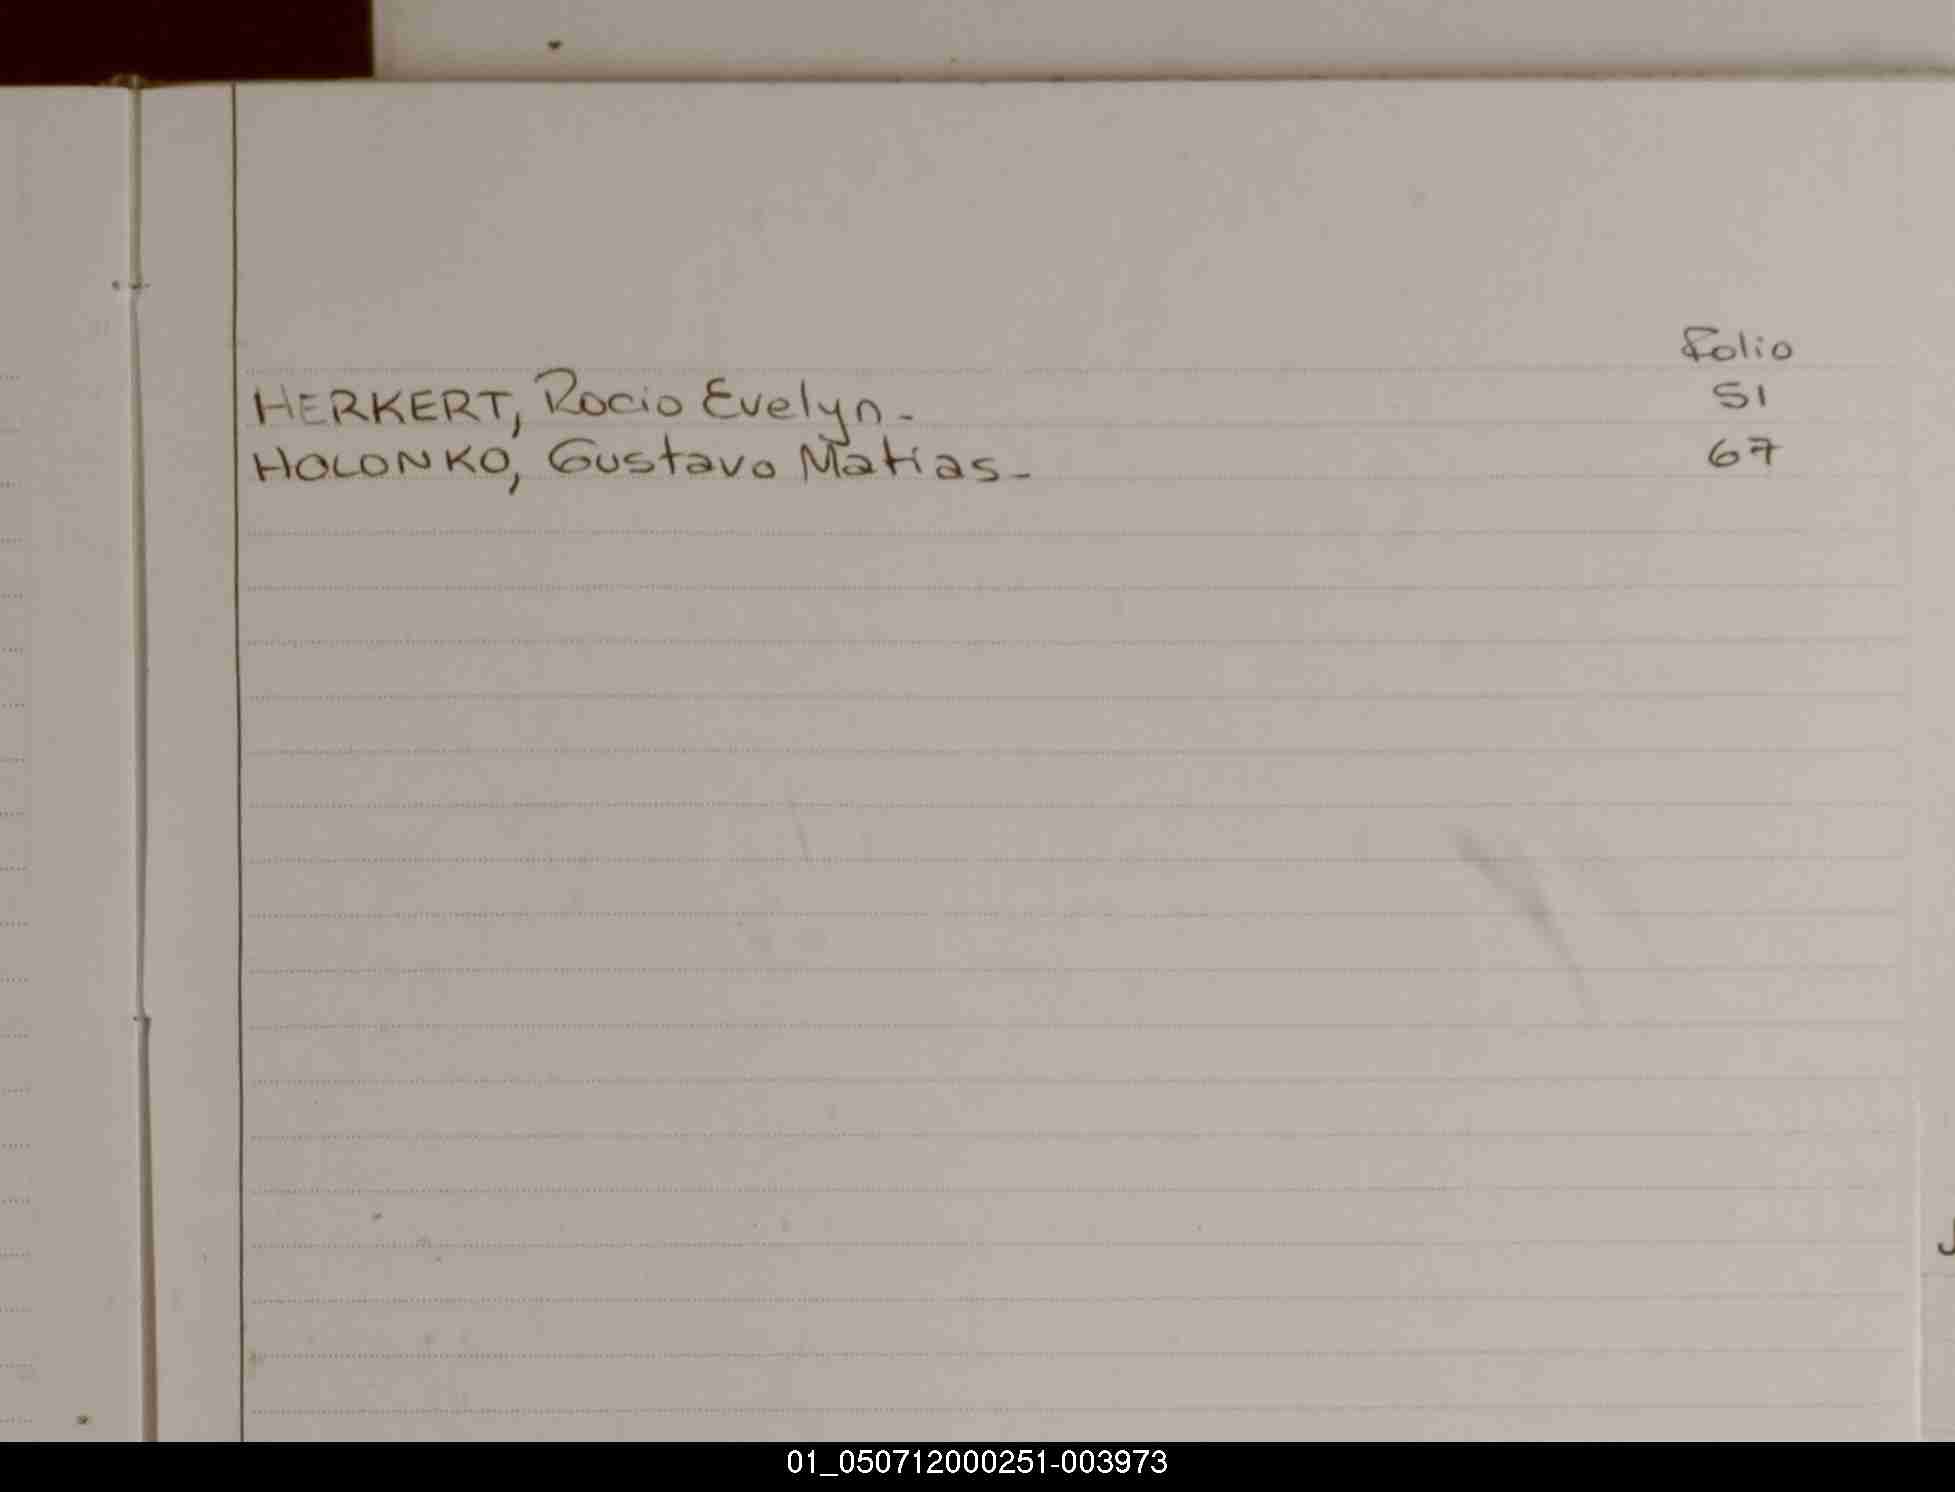 Folio
HERKERT, Rocio Evelyn- 51
HOLONKO, Gustavo Matias- 67
J
01_050712000251-003973